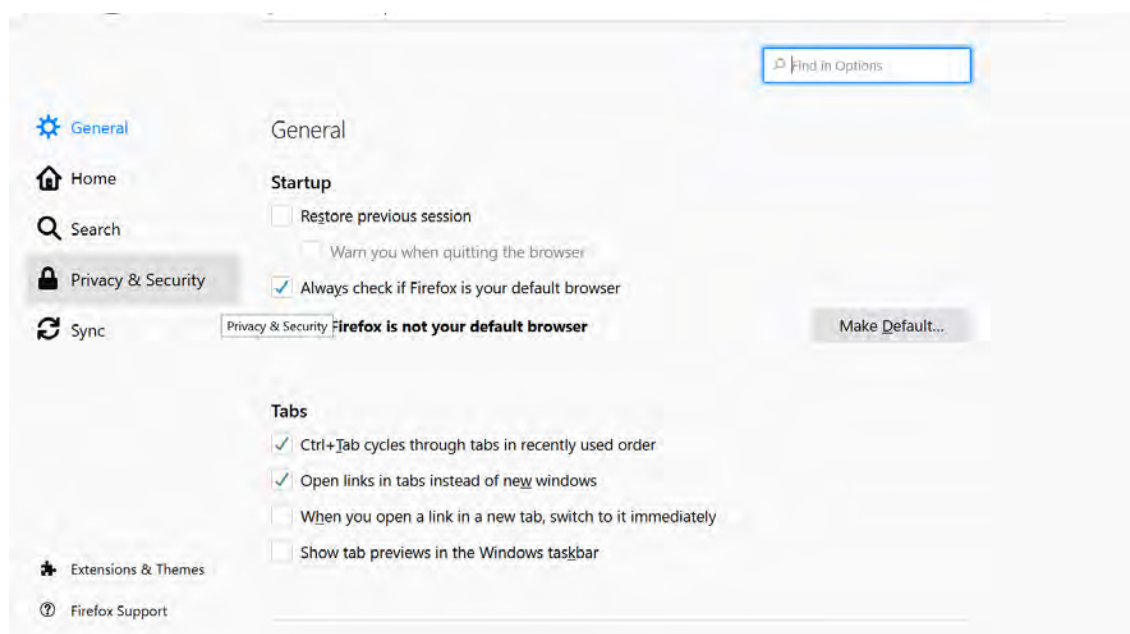 Find in Options
General
Home
Search
Privacy & Security
Sync
Extensions & Themes
Firefox Support
General
Startup
Restore previous session
Warn you when quitting the browser
Always check if Firefox is your default browser
Privacy & Security
Firefox is not your default browser
Make Default...
Tabs
Ctrl+Tab cycles through tabs in recently used order
Open links in tabs instead of new windows
When you open a link in a new tab, switch to it immediately
Show tab previews in the Windows taskbar